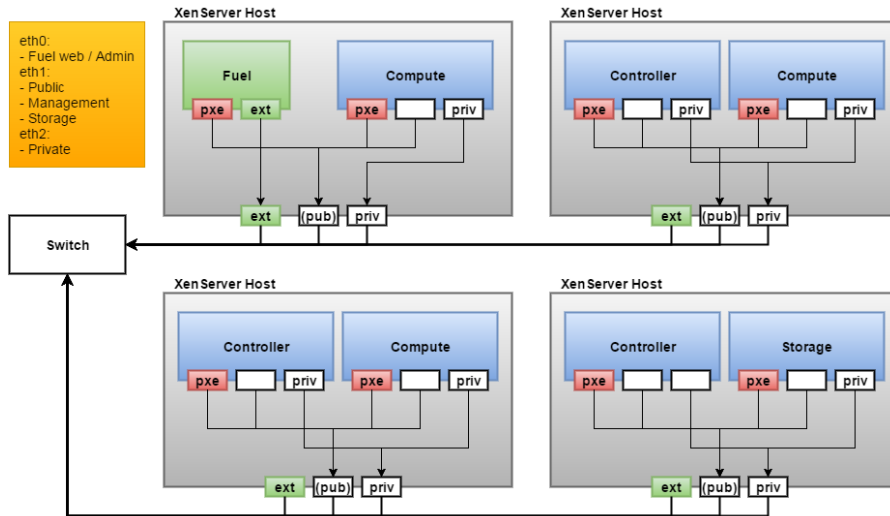 eth0:
- Fuel web / Admin
eth1:
- Public
- Management
- Storage
eth2:
- Private
XenServer Host
Fuel
Compute
pxe
ext
pxe
priv
ext
(pub)
priv
XenServer Host
Controller
Compute
pxe
priv
pxe
priv
ext
(pub)
priv
Switch
XenServer Host
Controller
Compute
pxe
priv
pxe
priv
ext
(pub)
priv
XenServer Host
Controller
Storage
pxe
pxe
priv
ext
(pub)
priv